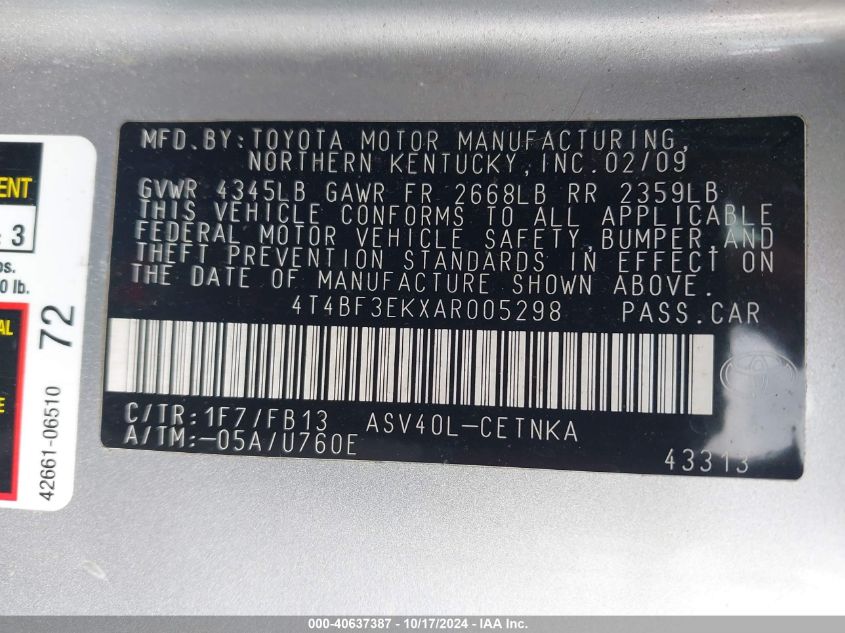 MFD.BY:TOYOTA MOTOR MANUFACTURING,
NORTHERN KENTUCKY,INC.02/09
GVWR 4345LB GAWR FR 2668LB RR 2359LB
THIS VEHICLE CONFORMS TO ALL APPLICABLE
FEDERAL MOTOR VEHICLE SAFETY,BUMPER,AND
THEFT PREVENTION STANDARDS IN EFFECT ON
THE DATE OF MANUFACTURE SHOWN ABOVE.
4T4BF3EKXAR005298 PASS.CAR
C/TR:1F7/FB13 ASV40L-CETNKA
A/TM:-05A/U760E
43313
3
0 lb.
72
42661-06510
000-40637387 - 10/17/2024 - IAA Inc.